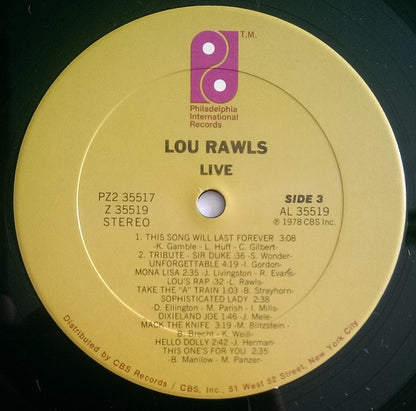 T.M.
Philadelphia
International
Records
LOU RAWLS
LIVE
PZ2 35517
Z 35519
STEREO
SIDE 3
AL 35519
℗ 1978 CBS Inc.
1. THIS SONG WILL LAST FOREVER 3:08
-K. Gamble - L. Huff - C. Gilbert-
2. TRIBUTE - SIR DUKE :36 -S. Wonder-
UNFORGETTABLE 4:19 -I. Gordon-
MONA LISA 2:35 -J. Livingston - R. Evans-
LOU'S RAP :32 -L. Rawls-
TAKE THE "A" TRAIN 1:03 -B. Strayhorn-
SOPHISTICATED LADY 2:38
-D. Ellington - M. Parish - I. Mills-
DIXIELAND JOE 1:46 -J. Mele-
MACK THE KNIFE 3:19 -M. Blitzstein -
B. Brecht - K. Weill-
HELLO DOLLY 2:42 -J. Herman-
THIS ONE'S FOR YOU 2:35
-B. Manilow - M. Panzer-
Distributed by CBS Records / CBS, Inc., 51 West 52 Street, New York City